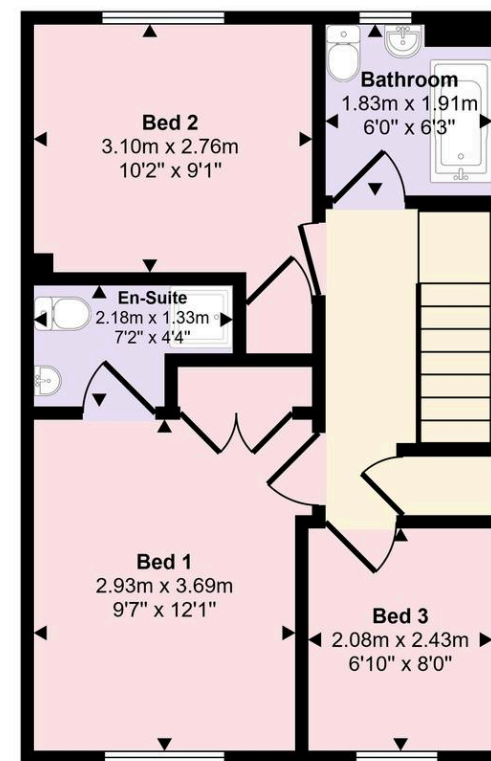 Bed 2
3.10m x 2.76m
10'2" x 9'1"
Bathroom
1.83m x 1.91m
6'0" x 6'3"
En-Suite
2.18m x 1.33m
7'2" x 4'4"
Bed 1
2.93m x 3.69m
9'7" x 12'1"
Bed 3
2.08m x 2.43m
6'10" x 8'0"